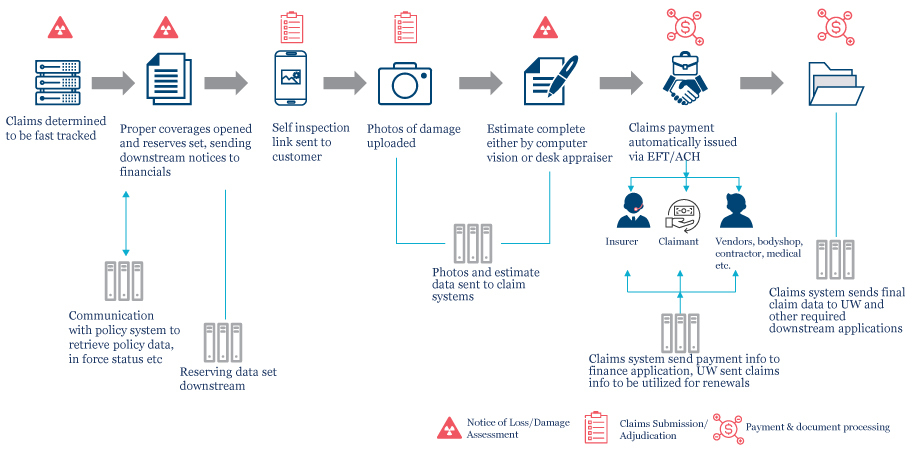 Claims determined
to be fast tracked
Proper coverages opened
and reserves set, sending
downstream notices to
financials
Self inspection
link sent to
customer
Photos of damage
uploaded
Estimate complete
either by computer
vision or desk appraiser
Claims payment
automatically issued
via EFT/ACH
Insurer
Claimant
Vendors, bodyshop,
contractor, medical
etc.
Communication
with policy system to
retrieve policy data,
in force status etc
Reserving data set
downstream
Photos and estimate
data sent to claim
systems
Claims system send payment info to
finance application, UW sent claims
info to be utilized for renewals
Claims system sends final
claim data to UW and
other required
downstream applications
Notice of Loss/Damage
Assessment
Claims Submission/
Adjudication
Payment & document processing